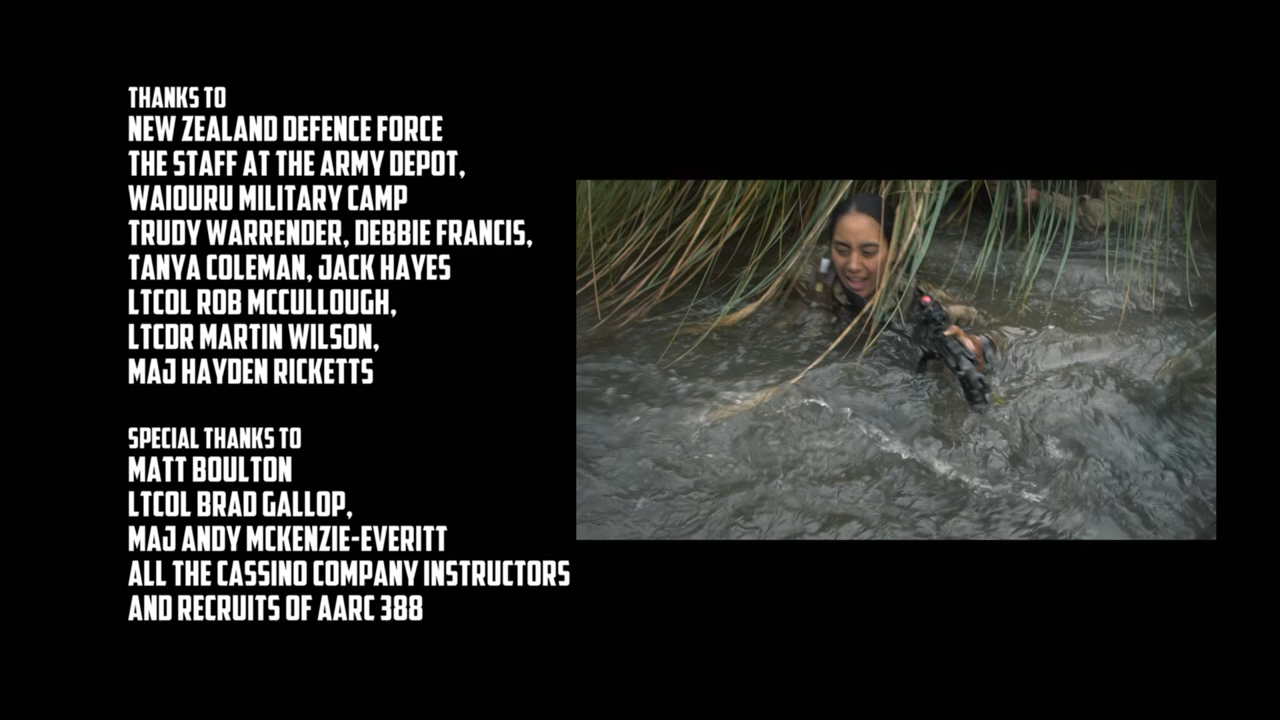 THANKS TO
NEW ZEALAND DEFENCE FORCE
THE STAFF AT THE ARMY DEPOT,
WAIOURU MILITARY CAMP
TRUDY WARRENDER, DEBBIE FRANCIS,
TANYA COLEMAN, JACK HAYES
LTCOL ROB MCCULLOUGH,
LTCDR MARTIN WILSON,
MAJ HAYDEN RICKETTS
SPECIAL THANKS TO
MATT BOULTON
LTCOL BRAD GALLOP,
MAJ ANDY MCKENZIE-EVERITT
ALL THE CASSINO COMPANY INSTRUCTORS
AND RECRUITS OF AARC 388